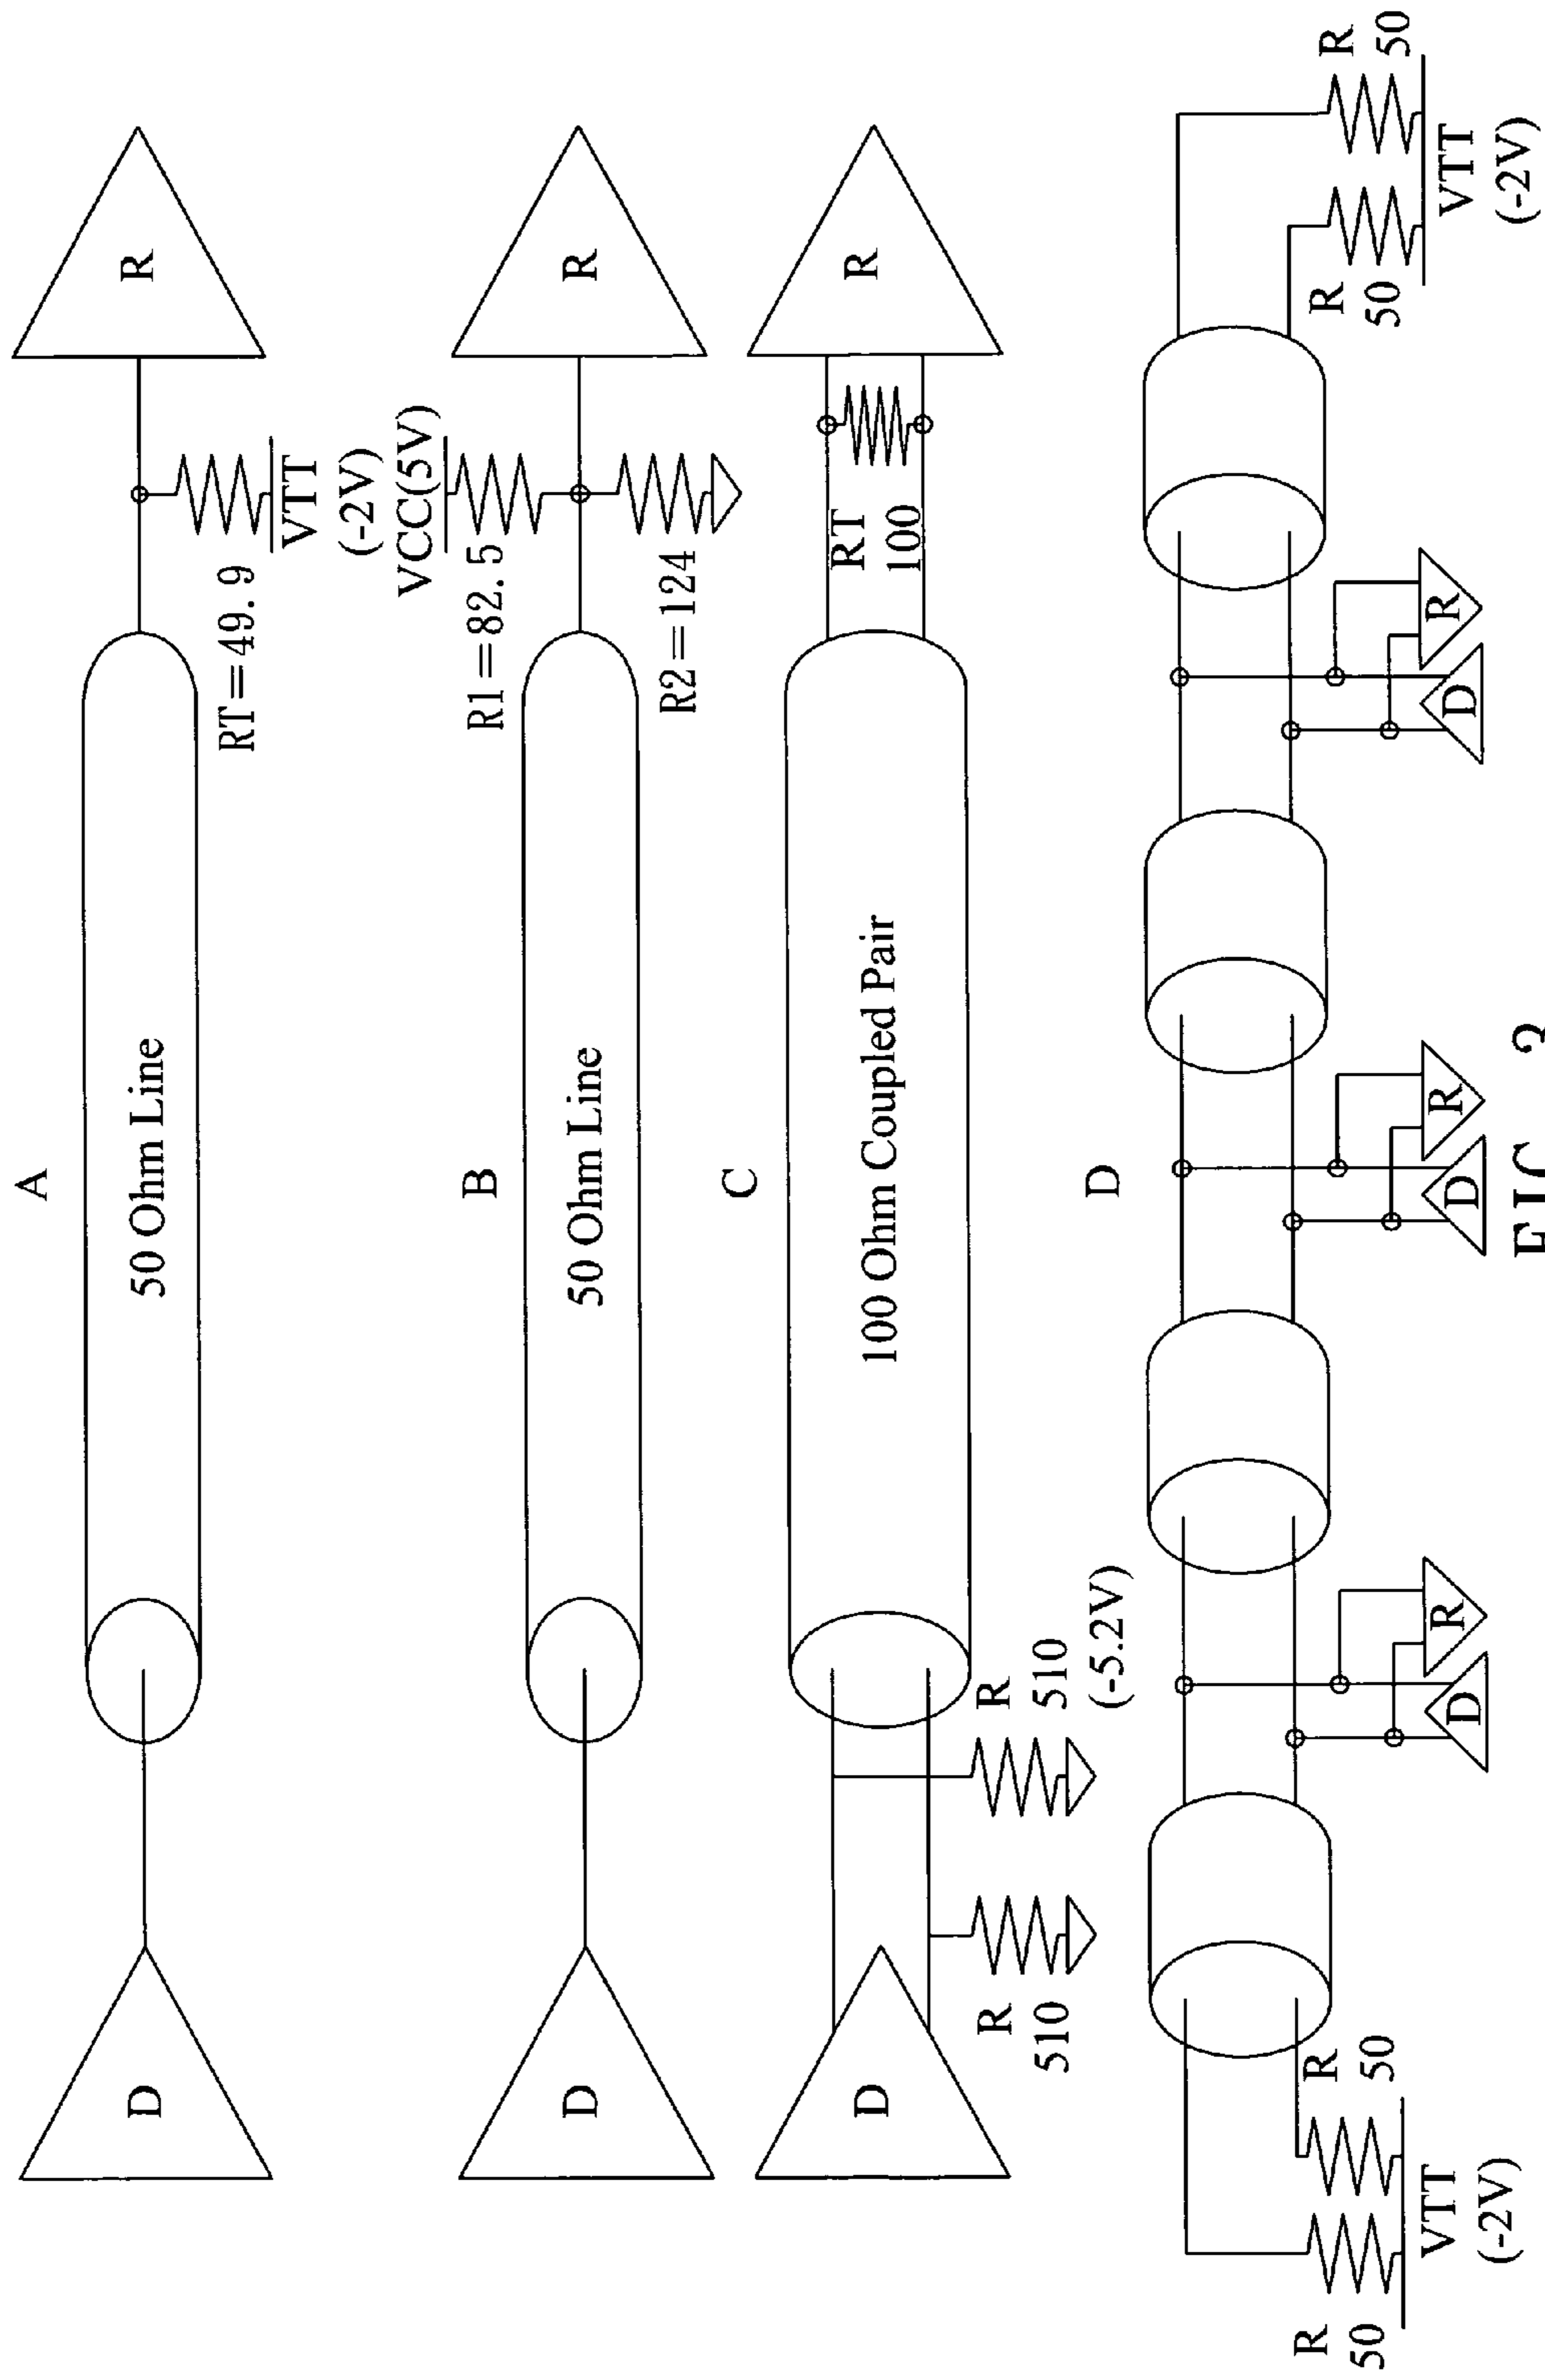 A
D
50 Ohm Line
RT=49.9
VTT
(-2V)
R
B
D
50 Ohm Line
R1=82.5
VCC(5V)
R2=124
R
C
D
R
510
R
510
(-5.2V)
100 Ohm Coupled Pair
RT
100
R
D
R
50
R
50
VTT
(-2V)
D
R
D
R
D
R
R
50
R
50
VTT
(-2V)